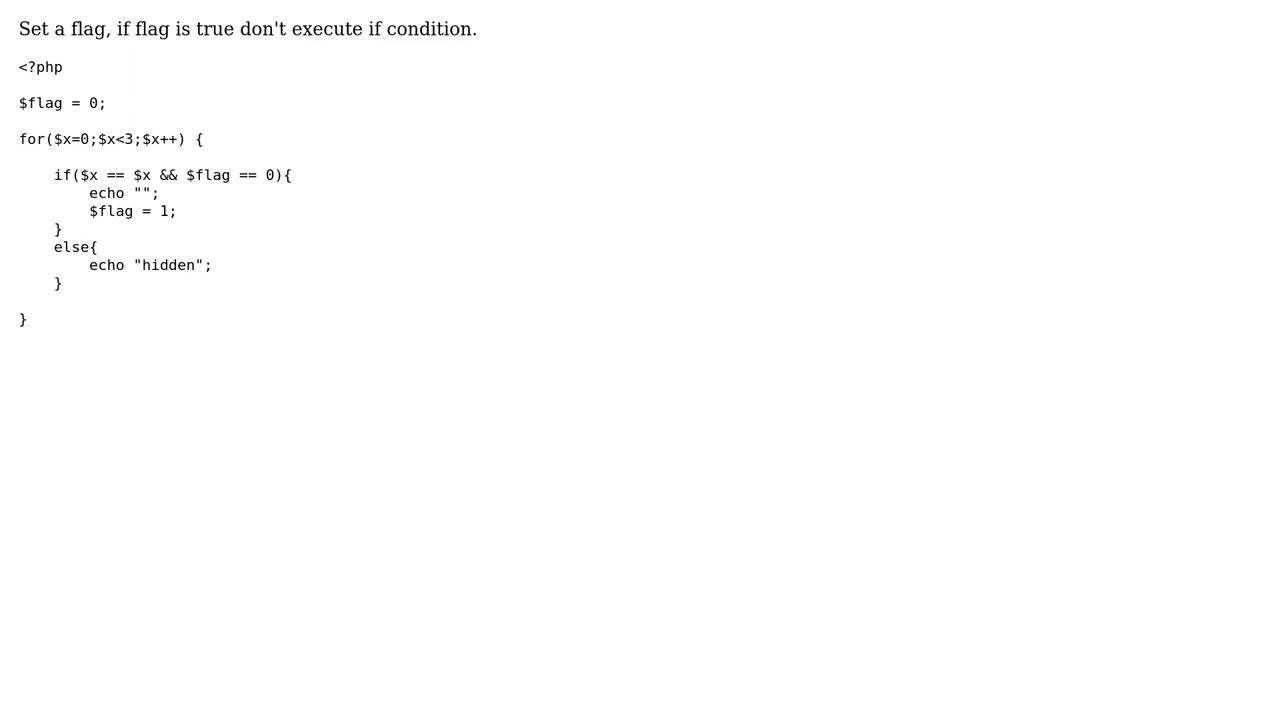 Set a flag, if flag is true don't execute if condition.
<?php
$flag = 0;
for($x=0;$x<3;$x++) {
    if($x == $x && $flag == 0){
        echo "";
        $flag = 1;
    }
    else{
        echo "hidden";
    }
}